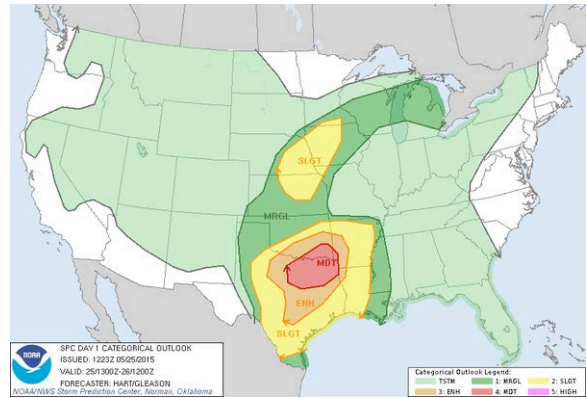 SLGT
MRGL
MDT
ENH
SLGT
NOAA
SPC DAY 1 CATEGORICAL OUTLOOK
ISSUED: 1223Z 05/25/2015
VALID: 25/1300Z-26/1200Z
FORECASTER: HART/GLEASON
NOAA/NWS Storm Prediction Center, Norman, Oklahoma
Categorical Outlook Legend:
TSTM 1: MRGL 2: SLGT
3: ENH 4: MDT 5: HIGH